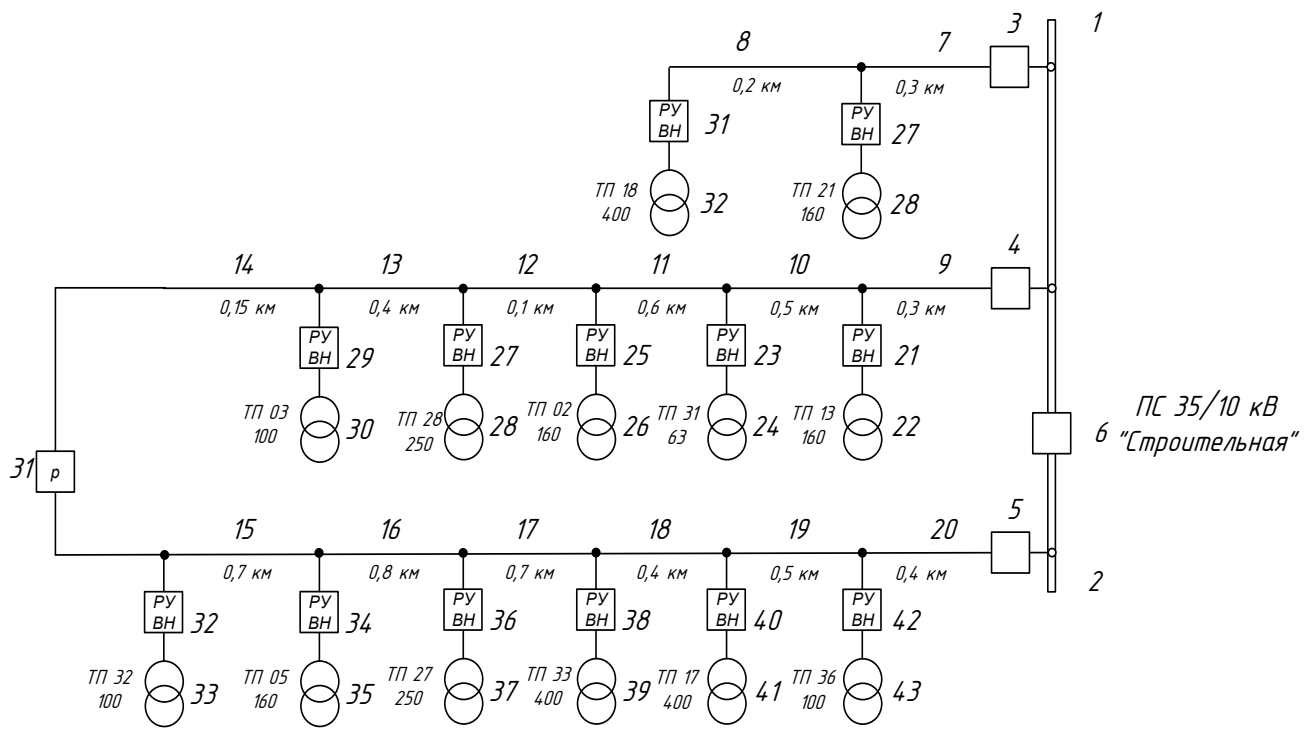 3 1
8 7
0,2 км 0,3 км
РУ
ВН 31
РУ
ВН 27
ТП 18
400 32
ТП 21
160 28
4
14 13 12 11 10 9
0,15 км 0,4 км 0,1 км 0,6 км 0,5 км 0,3 км
РУ
ВН 29
РУ
ВН 27
РУ
ВН 25
РУ
ВН 23
РУ
ВН 21
ТП 03
100 30
ТП 28
250 28
ТП 02
160 26
ТП 31
63 24
ТП 13
160 22
6
ПС 35/10 кВ
"Строительная"
31 р
5
15 16 17 18 19 20
0,7 км 0,8 км 0,7 км 0,4 км 0,5 км 0,4 км
2
РУ
ВН 32
РУ
ВН 34
РУ
ВН 36
РУ
ВН 38
РУ
ВН 40
РУ
ВН 42
ТП 32
100 33
ТП 05
160 35
ТП 27
250 37
ТП 33
400 39
ТП 17
400 41
ТП 36
100 43